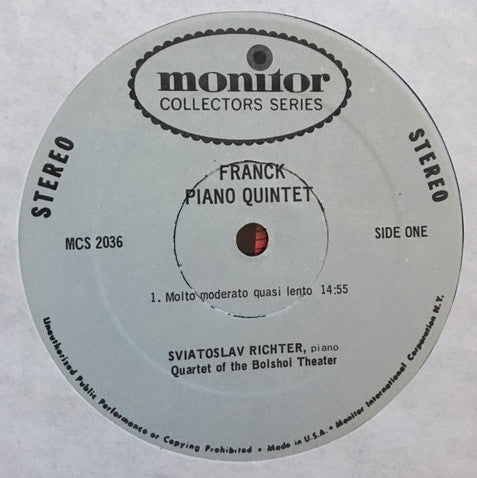 monitor
COLLECTORS SERIES
STEREO
STEREO
FRANCK
PIANO QUINTET
MCS 2036
SIDE ONE
1. Molto moderato quasi lento 14:55
SVIATOSLAV RICHTER, piano
Quartet of the Bolshoi Theater
Unauthorized Public Performance or Copying Prohibited • Made in U.S.A. • Monitor International Corporation N.Y.